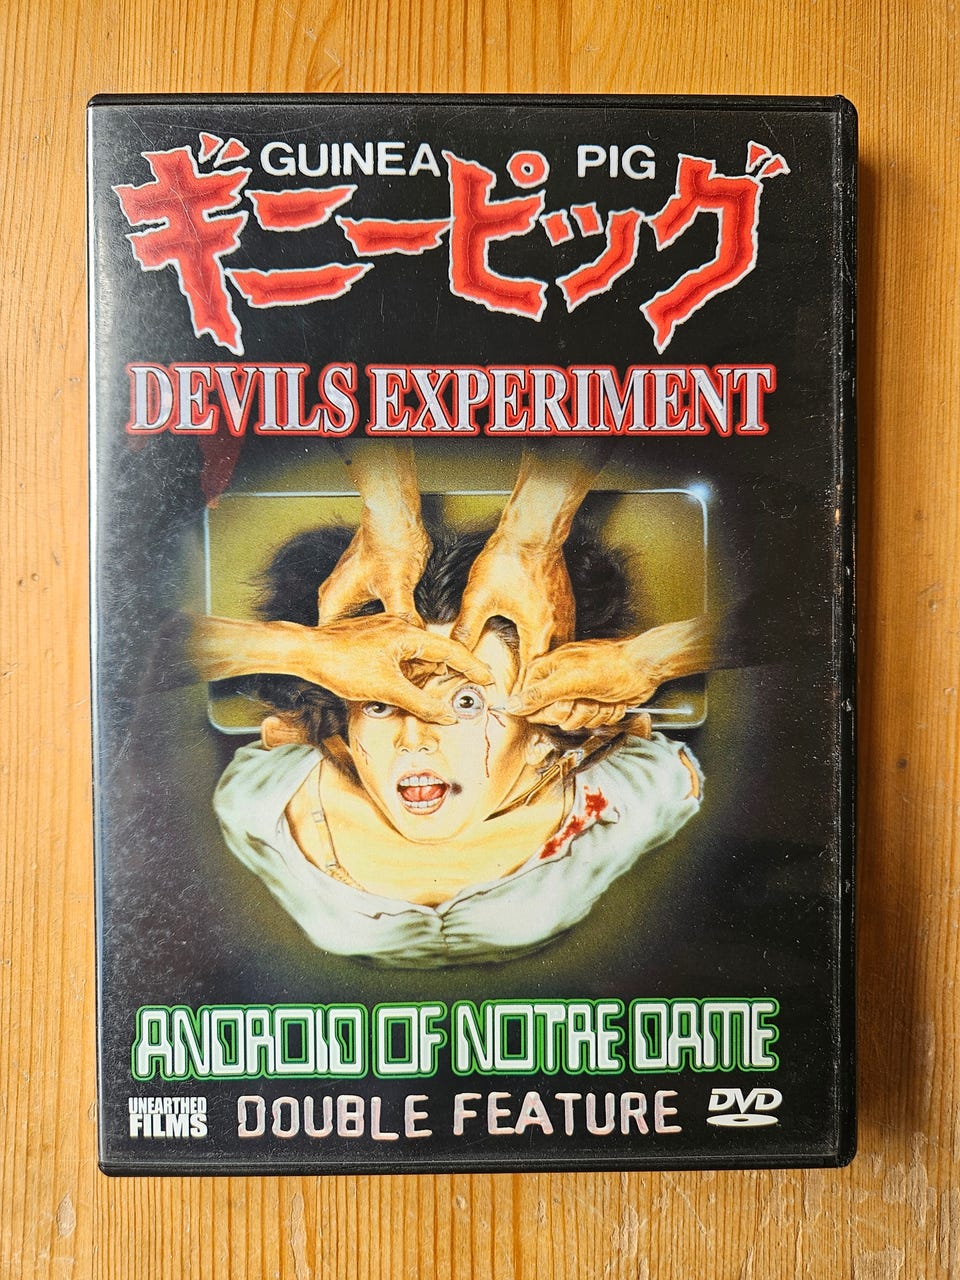 GUINEA PIG
ギニーピッグ
DEVILS EXPERIMENT
ANDROID OF NOTRE DAME
UNEARTHED
FILMS
DOUBLE FEATURE
DVD